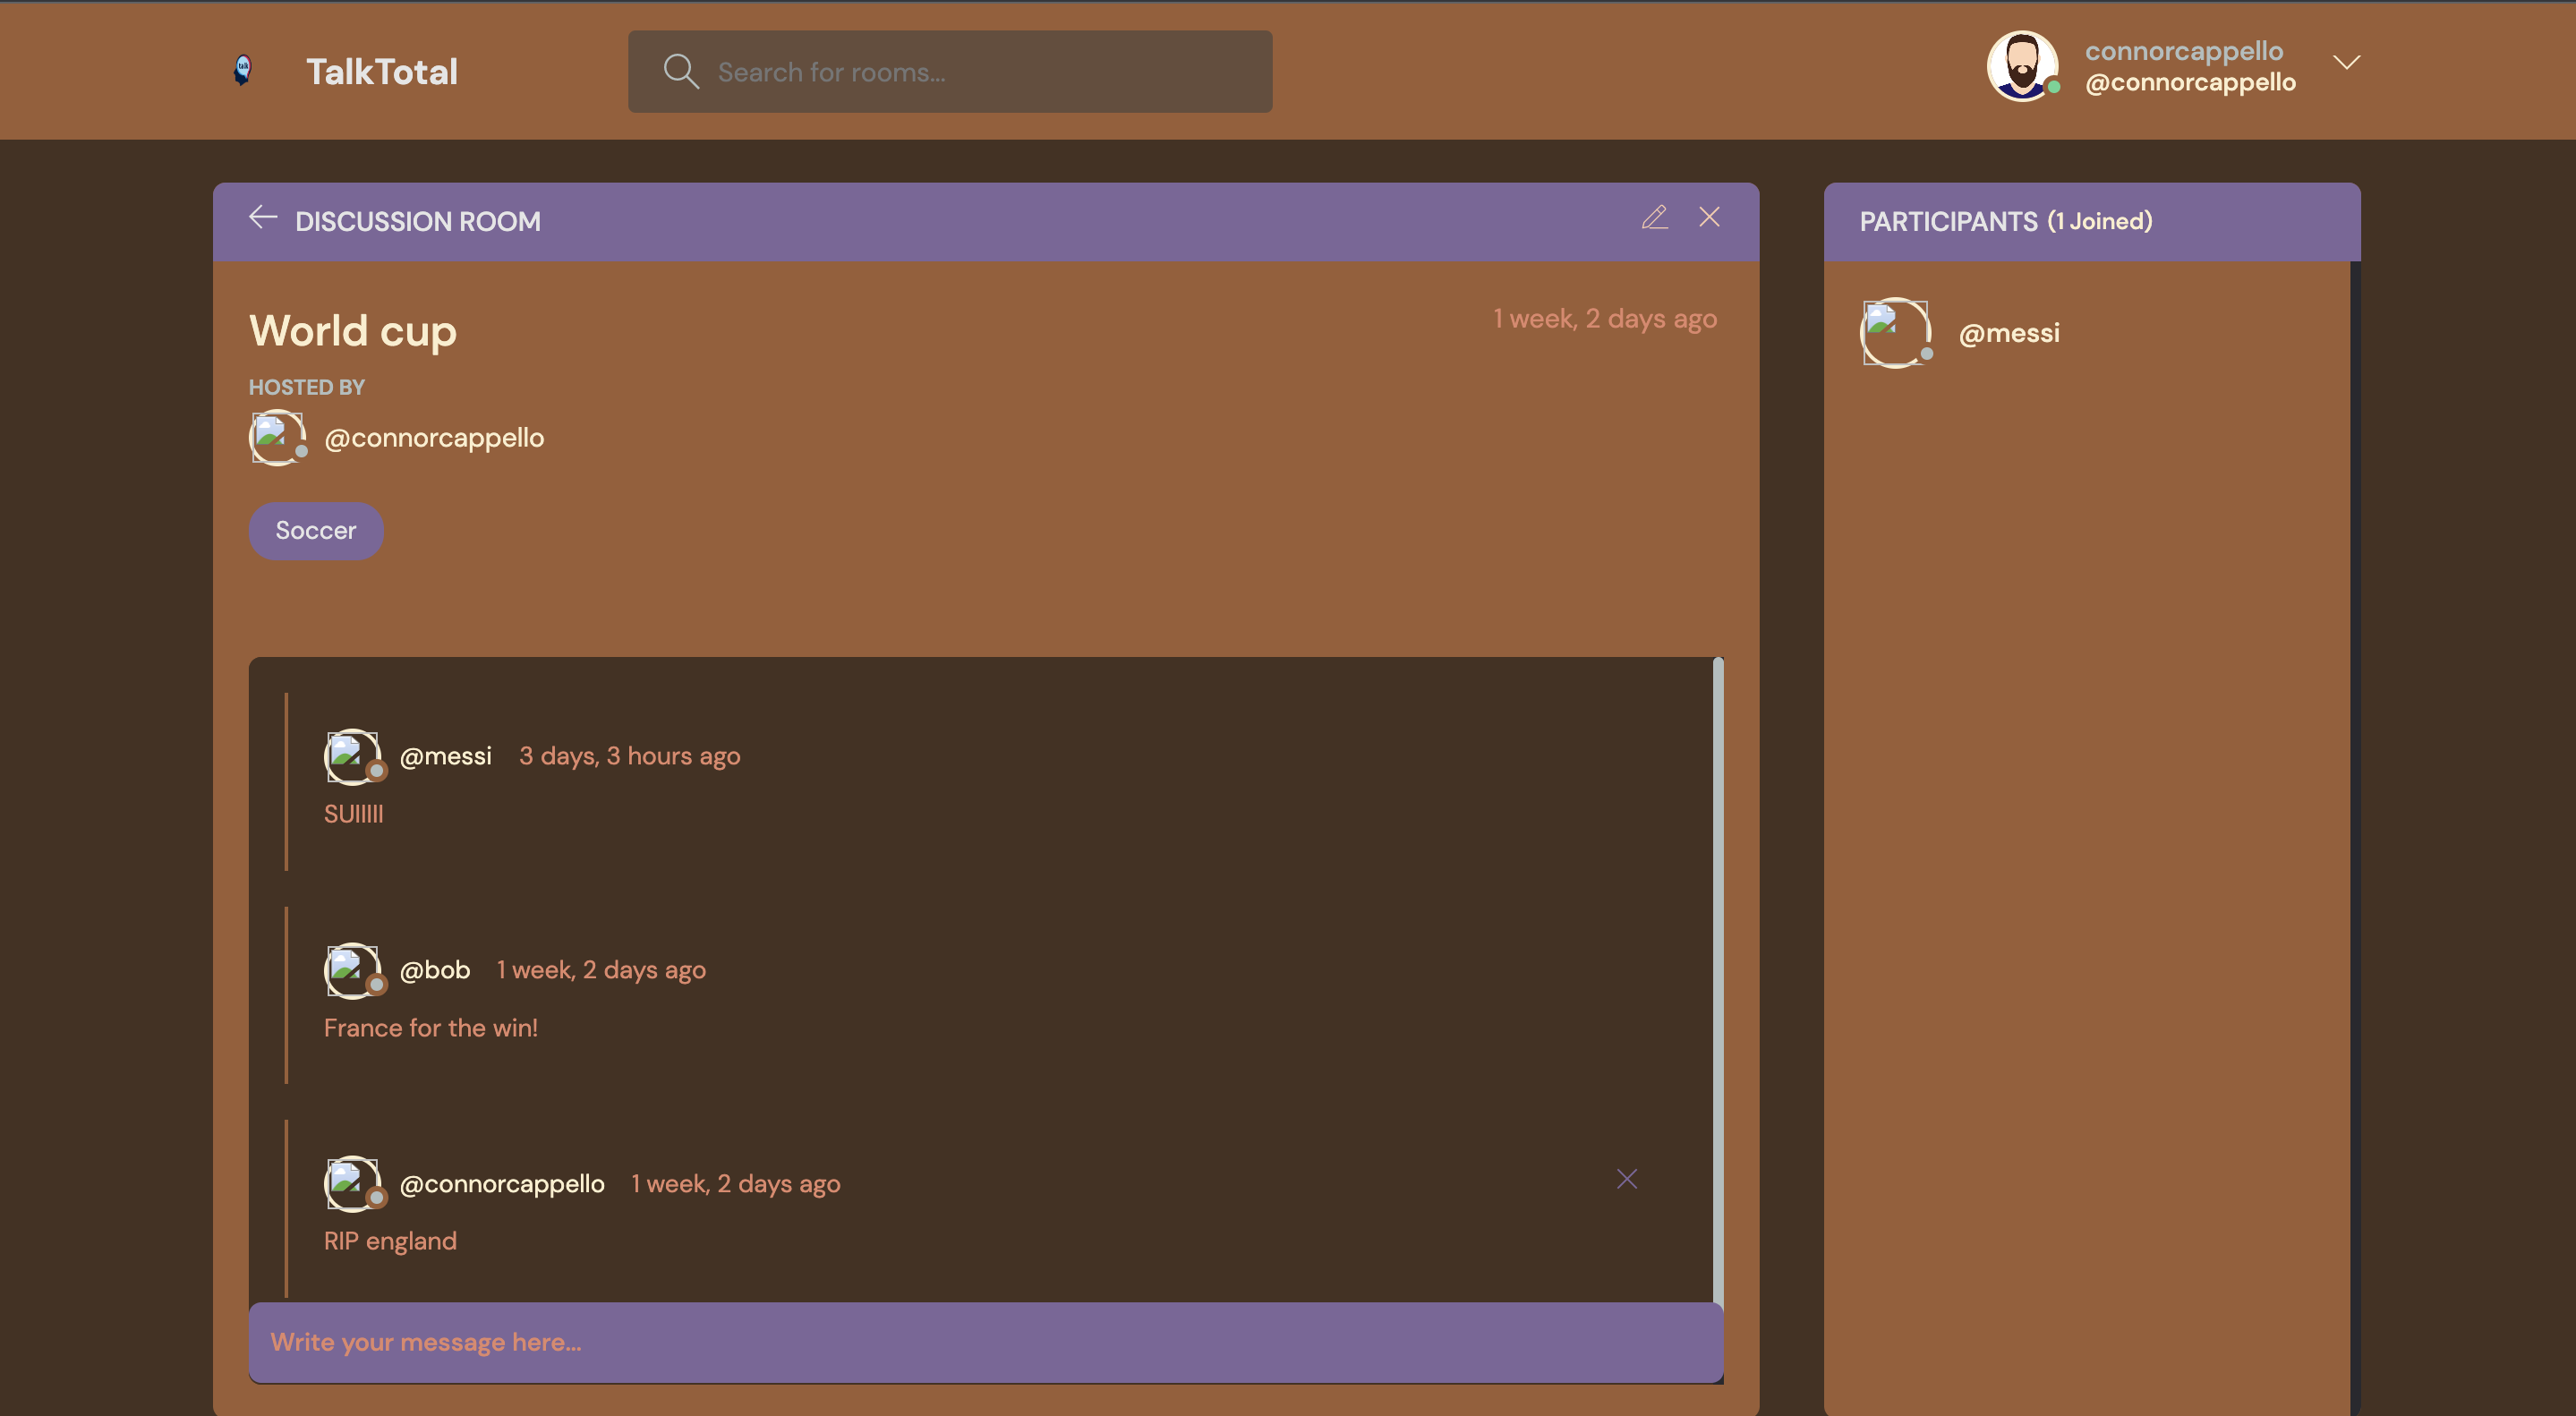 talk
TalkTotal
Search for rooms...
connorcappello
@connorcappello
DISCUSSION ROOM
World cup
1 week, 2 days ago
HOSTED BY
@connorcappello
Soccer
@messi 3 days, 3 hours ago
SUIIIII
@bob 1 week, 2 days ago
France for the win!
@connorcappello 1 week, 2 days ago
RIP england
Write your message here...
PARTICIPANTS (1 Joined)
@messi